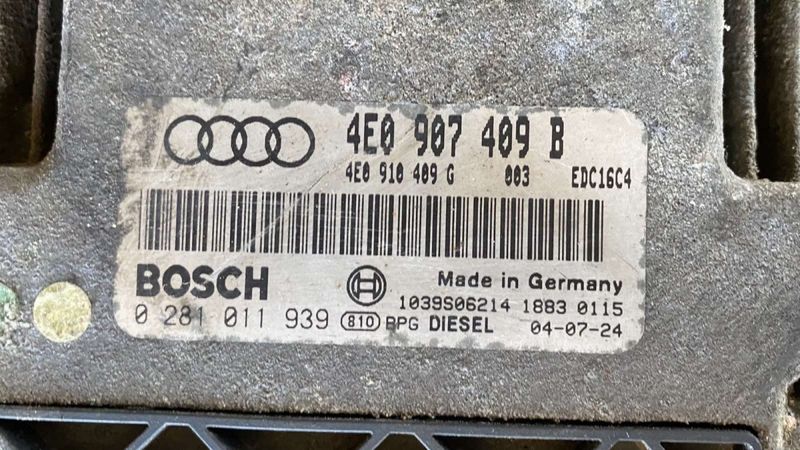 4E0 907 409 B
4E0 910 409 G 003 EDC16C4
BOSCH Made in Germany
1039S06214 1883 0115
0 281 011 939 810 BPG DIESEL 04-07-24